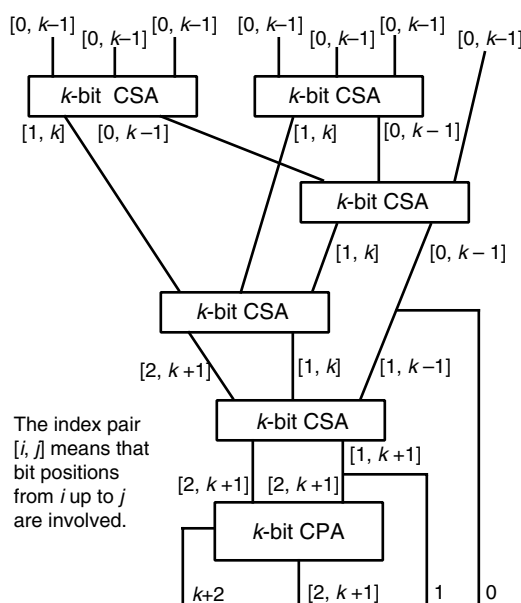 [0, k–1] [0, k–1] [0, k–1] [0, k–1] [0, k–1] [0, k–1] [0, k–1]
k-bit CSA k-bit CSA
[1, k] [0, k–1] [1, k] [0, k – 1]
k-bit CSA
[1, k] [0, k – 1]
k-bit CSA
[2, k+1] [1, k] [1, k–1]
k-bit CSA
The index pair
[i, j] means that
bit positions
from i up to j
are involved.
[1, k+1]
[2, k+1] [2, k+1]
k-bit CPA
k+2 [2, k+1] 1 0